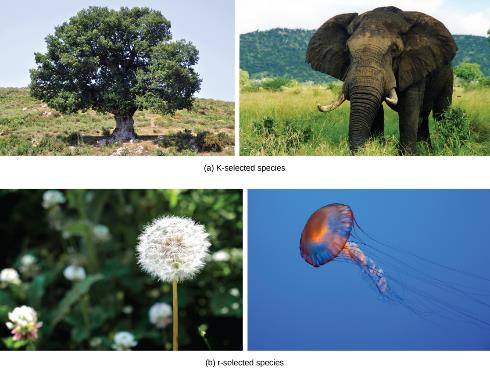 (a) K-selected species
(b) r-selected species